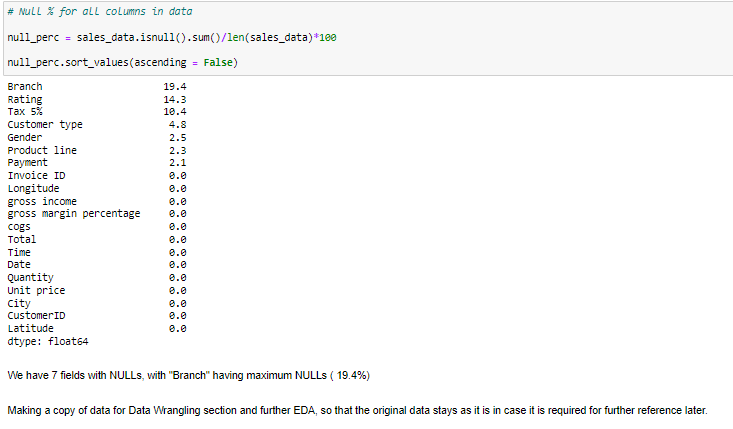 # Null % for all columns in data
null_perc = sales_data.isnull().sum()/len(sales_data)*100
null_perc.sort_values(ascending = False)
Branch 19.4
Rating 14.3
Tax 5% 10.4
Customer type 4.8
Gender 2.5
Product line 2.3
Payment 2.1
Invoice ID 0.0
Longitude 0.0
gross income 0.0
gross margin percentage 0.0
cogs 0.0
Total 0.0
Time 0.0
Date 0.0
Quantity 0.0
Unit price 0.0
City 0.0
CustomerID 0.0
Latitude 0.0
dtype: float64
We have 7 fields with NULLs, with "Branch" having maximum NULLs ( 19.4%)
Making a copy of data for Data Wrangling section and further EDA, so that the original data stays as it is in case it is required for further reference later.